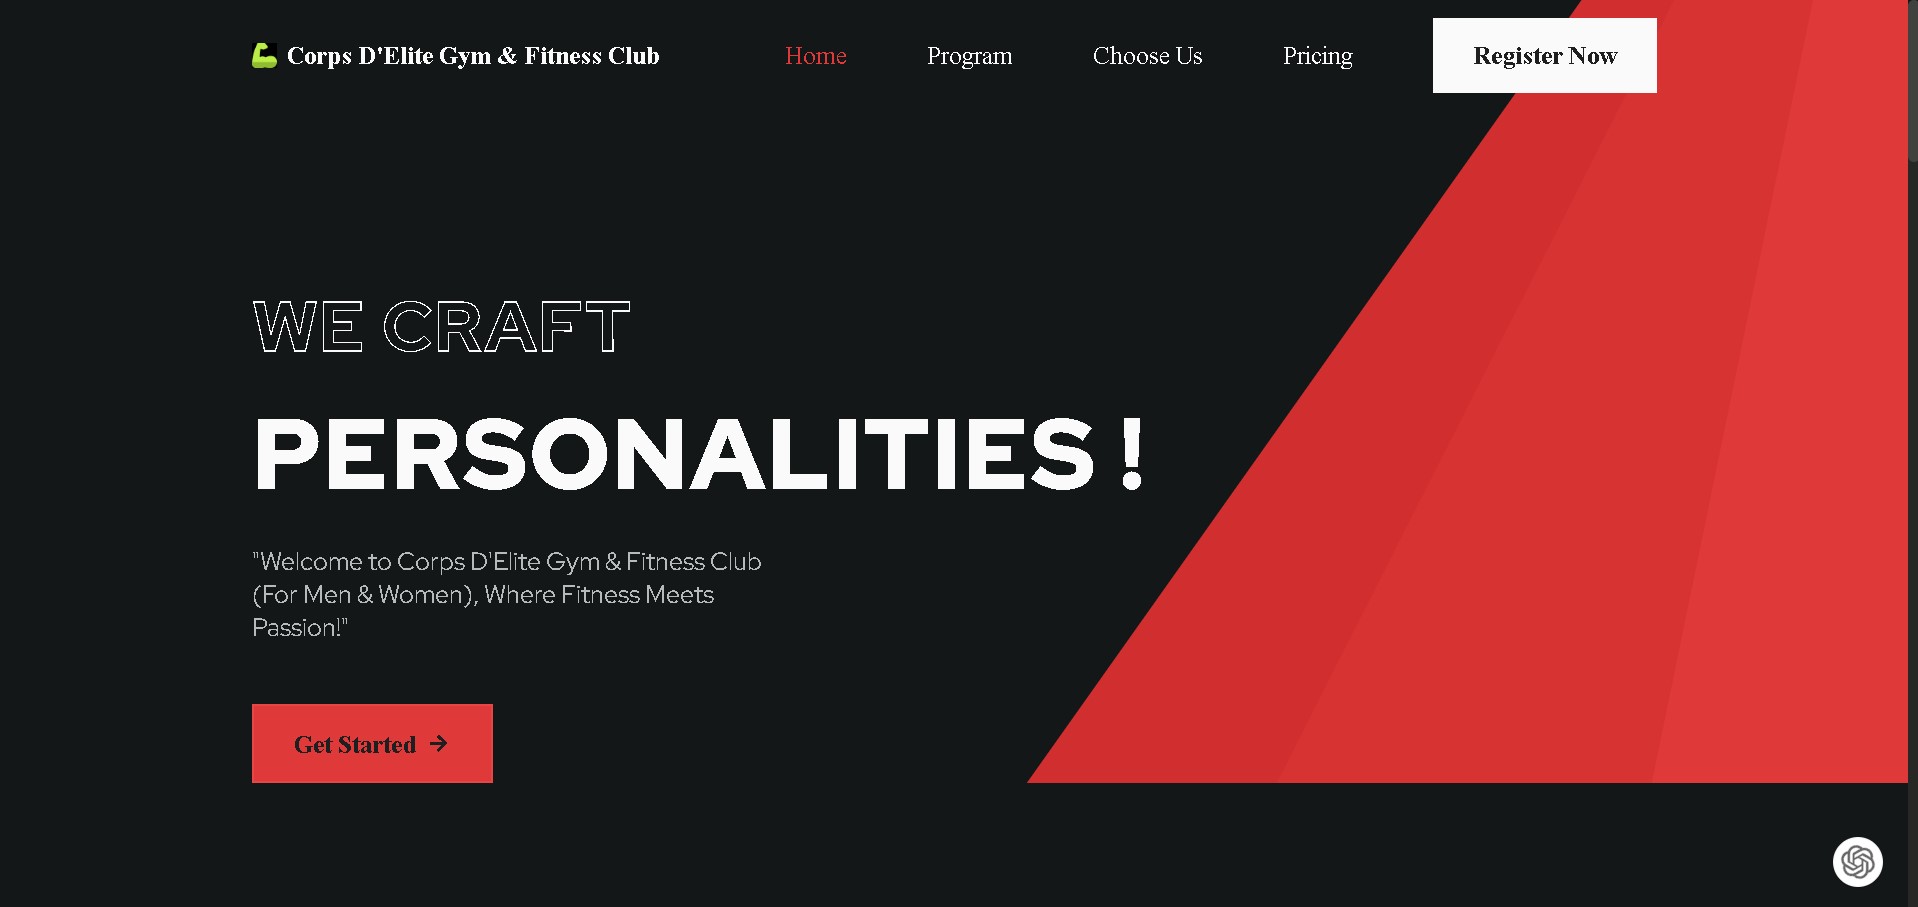 Corps D'Elite Gym & Fitness Club
Home
Program
Choose Us
Pricing
Register Now
WE CRAFT
PERSONALITIES !
"Welcome to Corps D'Elite Gym & Fitness Club
(For Men & Women), Where Fitness Meets
Passion!"
Get Started →